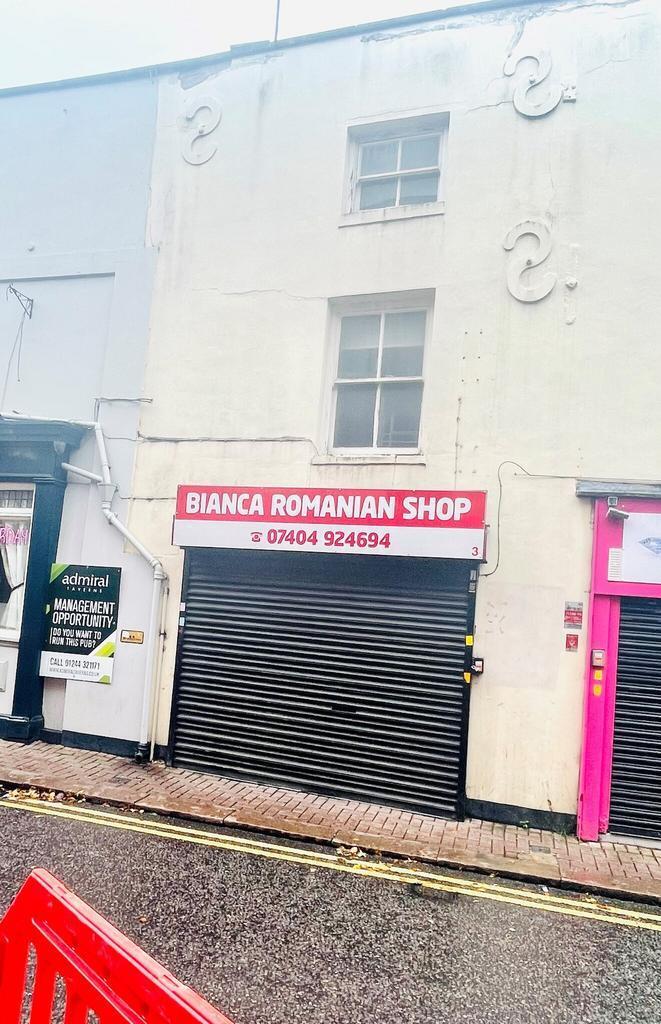 BIANCA ROMANIAN SHOP
07404 924694
3
admiral
TAVERNS
MANAGEMENT
OPPORTUNITY
DO YOU WANT TO
RUN THIS PUB?
CALL 01244 321171